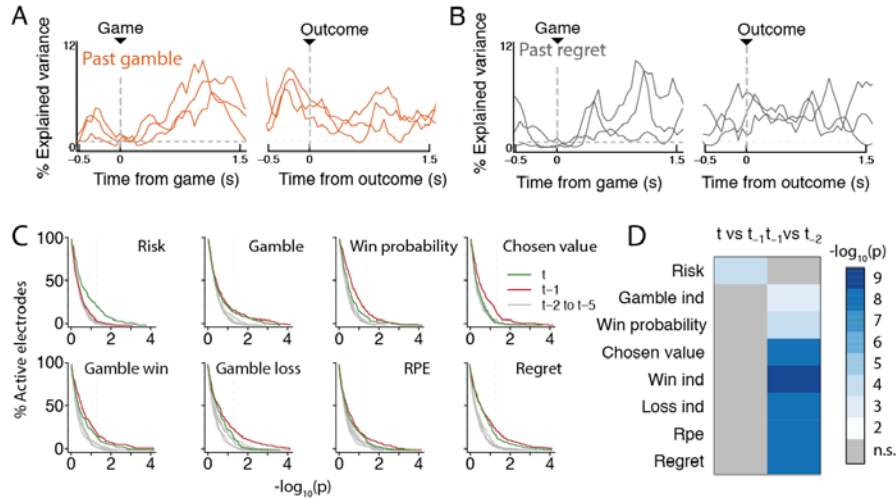 A
Game
Outcome
12
Past gamble
% Explained variance
0
-0.5 0 1.5
-0.5 0 1.5
Time from game (s)
Time from outcome (s)
B
Game
Outcome
12
Past regret
% Explained variance
0
-0.5 0 1.5
-0.5 0 1.5
Time from game (s)
Time from outcome (s)
C
100
50
0
Risk
Gamble
Win probability
Chosen value
t
t-1
t-2 to t-5
0 2 4
0 2 4
0 2 4
0 2 4
% Active electrodes
100
50
0
Gamble win
Gamble loss
RPE
Regret
0 2 4
0 2 4
0 2 4
0 2 4
-log10(p)
D
t vs t-1 t-1 vs t-2
-log10(p)
Risk
Gamble ind
Win probability
Chosen value
Win ind
Loss ind
Rpe
Regret
9
8
7
6
5
4
3
2
n.s.